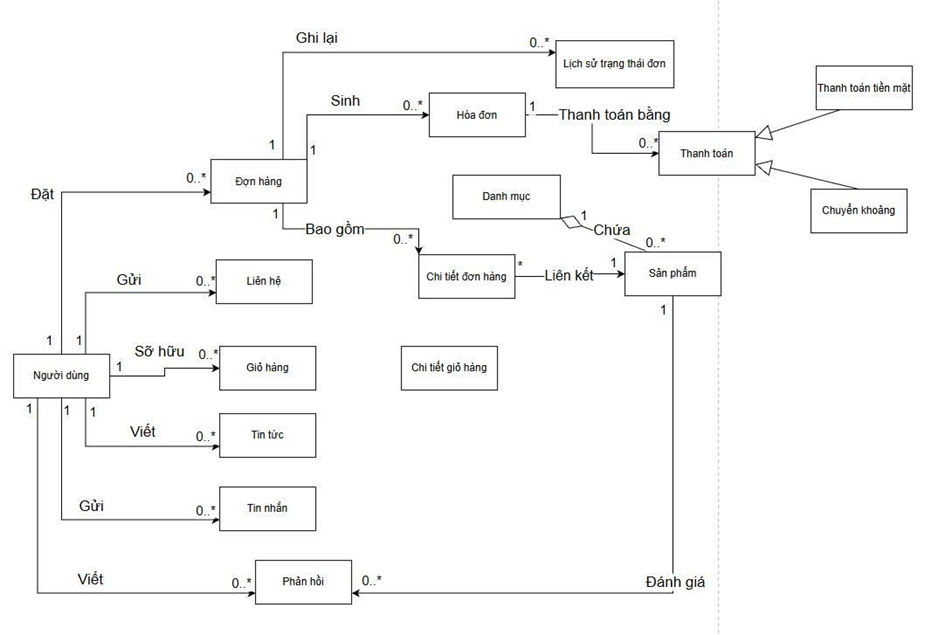 Ghi lại
0..*
Lịch sử trạng thái đơn
Thanh toán tiền mặt
Sinh
0..*
Hóa đơn
1
Thanh toán bằng
0..*
Thanh toán
1
1
Đợn hàng
0..*
Đặt
1
Danh mục
1
Chứa
0..*
Chuyển khoảng
Bao gồm
0..*
Chi tiết đơn hàng
*
Liên kết
1
Sản phẩm
1
Gửi
0..*
Liên hệ
1
1
Sỡ hữu
0..*
Giỏ hàng
Chi tiết giỏ hàng
Người dùng
1
1
1
1
Viết
0..*
Tin tức
Gửi
0..*
Tin nhắn
Viết
0..*
Phản hồi
0..*
Đánh giá